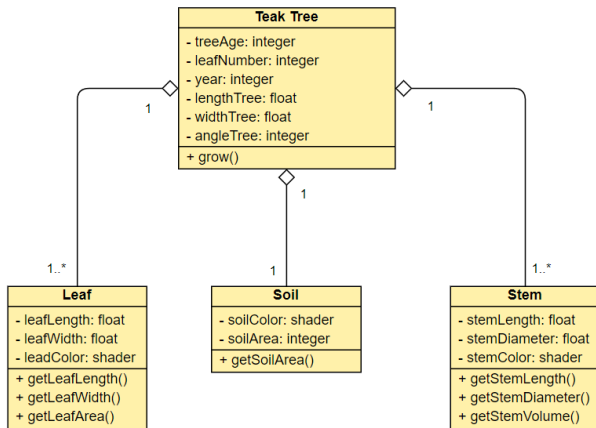 Teak Tree
- treeAge: integer
- leafNumber: integer
- year: integer
- lengthTree: float
- widthTree: float
- angleTree: integer
+ grow()
1
1
1
1..*
1
1..*
Leaf
- leafLength: float
- leafWidth: float
- leadColor: shader
+ getLeafLength()
+ getLeafWidth()
+ getLeafArea()
Soil
- soilColor: shader
- soilArea: integer
+ getSoilArea()
Stem
- stemLength: float
- stemDiameter: float
- stemColor: shader
+ getStemLength()
+ getStemDiameter()
+ getStemVolume()